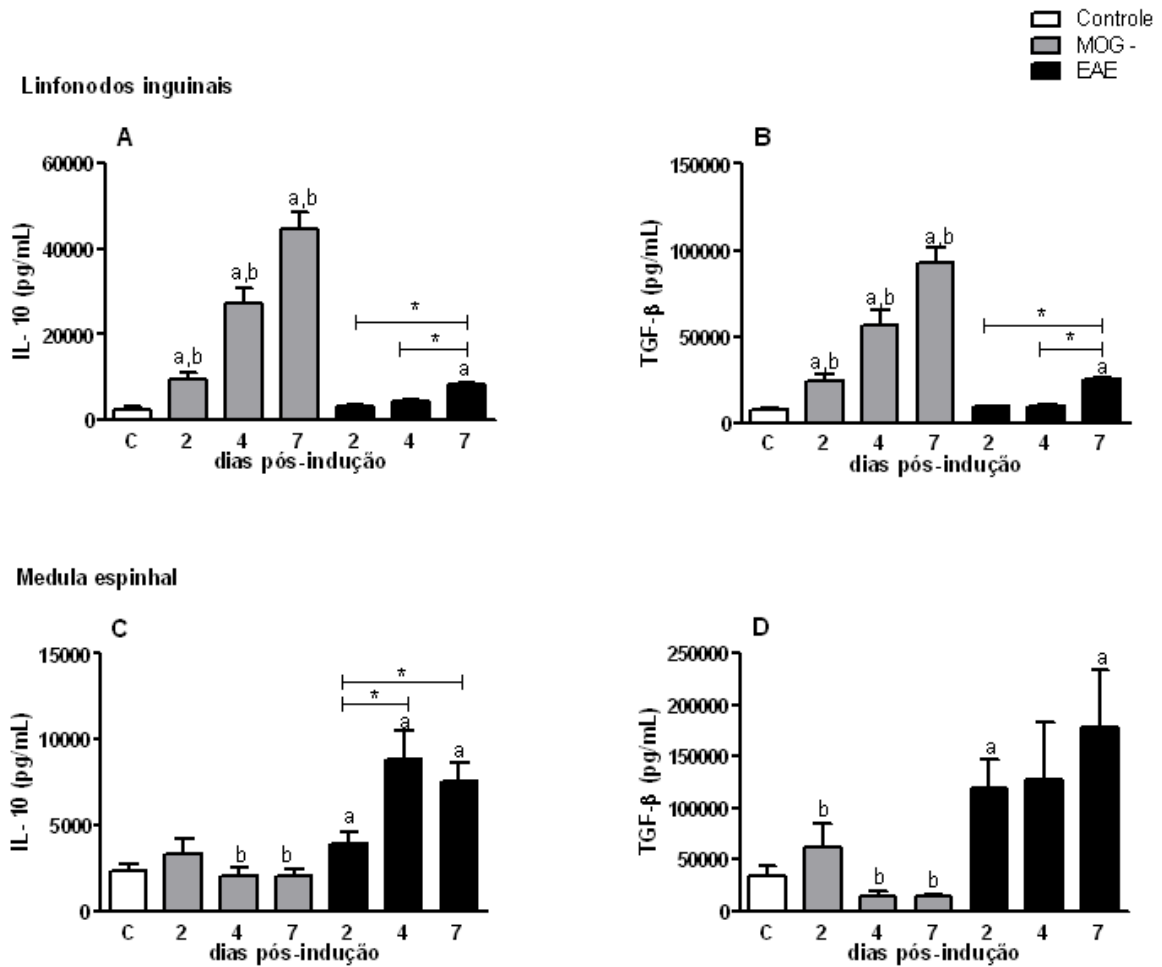 Controle
MOG -
EAE
Linfonodos inguinais
A
IL- 10 (pg/mL)
60000
40000
20000
0
a,b
a,b
a,b
*
*
a
C 2 4 7 2 4 7
dias pós-indução
B
TGF-β (pg/mL)
150000
100000
50000
0
a,b
a,b
a,b
*
*
a
C 2 4 7 2 4 7
dias pós-indução
Medula espinhal
C
IL- 10 (pg/mL)
15000
10000
5000
0
b
b
a
a
a
*
*
C 2 4 7 2 4 7
dias pós-indução
D
TGF-β (pg/mL)
250000
200000
150000
100000
50000
0
b
b
b
a
a
C 2 4 7 2 4 7
dias pós-indução